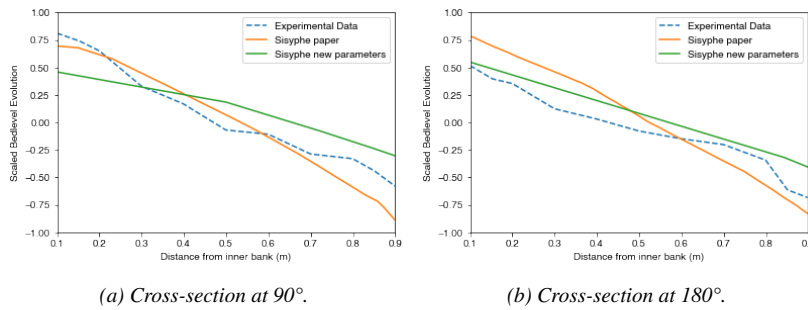 1.00
0.75
0.50
0.25
0.00
−0.25
−0.50
−0.75
−1.00
Scaled Bedlevel Evolution
Experimental Data
Sisyphe paper
Sisyphe new parameters
0.1 0.2 0.3 0.4 0.5 0.6 0.7 0.8 0.9
Distance from inner bank (m)
(a) Cross-section at 90°.
1.00
0.75
0.50
0.25
0.00
−0.25
−0.50
−0.75
−1.00
Scaled Bedlevel Evolution
Experimental Data
Sisyphe paper
Sisyphe new parameters
0.1 0.2 0.3 0.4 0.5 0.6 0.7 0.8 0.9
Distance from inner bank (m)
(b) Cross-section at 180°.